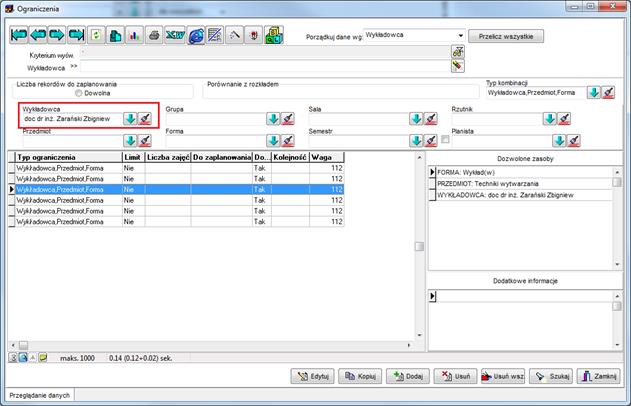 Ograniczenia
Porządkuj dane wg: Wykładowca
Przelicz wszystkie
Kryterium wyśw.
Wykładowca >>
Liczba rekordów do zaplanowania
Dowolna
Porównanie z rozkładem
Typ kombinacji
Wykładowca,Przedmiot,Forma
Wykładowca Grupa Sala Rzutnik
doc dr inż. Zarański Zbigniew
Przedmiot Forma Semestr Planista
Typ ograniczenia Limit Liczba zajęć Do zaplanowania Do... Kolejność Waga
Wykładowca,Przedmiot,Forma Nie Tak 112
Wykładowca,Przedmiot,Forma Nie Tak 112
Wykładowca,Przedmiot,Forma Nie Tak 112
Wykładowca,Przedmiot,Forma Nie Tak 112
Wykładowca,Przedmiot,Forma Nie Tak 112
Wykładowca,Przedmiot,Forma Nie Tak 112
Dozwolone zasoby
FORMA: Wykład(w)
PRZEDMIOT: Techniki wytwarzania
WYKŁADOWCA: doc dr inż. Zarański Zbigniew
Dodatkowe informacje
maks. 1000 0.14 (0.12+0.02) sek.
Edytuj Kopiuj Dodaj Usuń Usuń wsz. Szukaj Zamknij
Przeglądanie danych